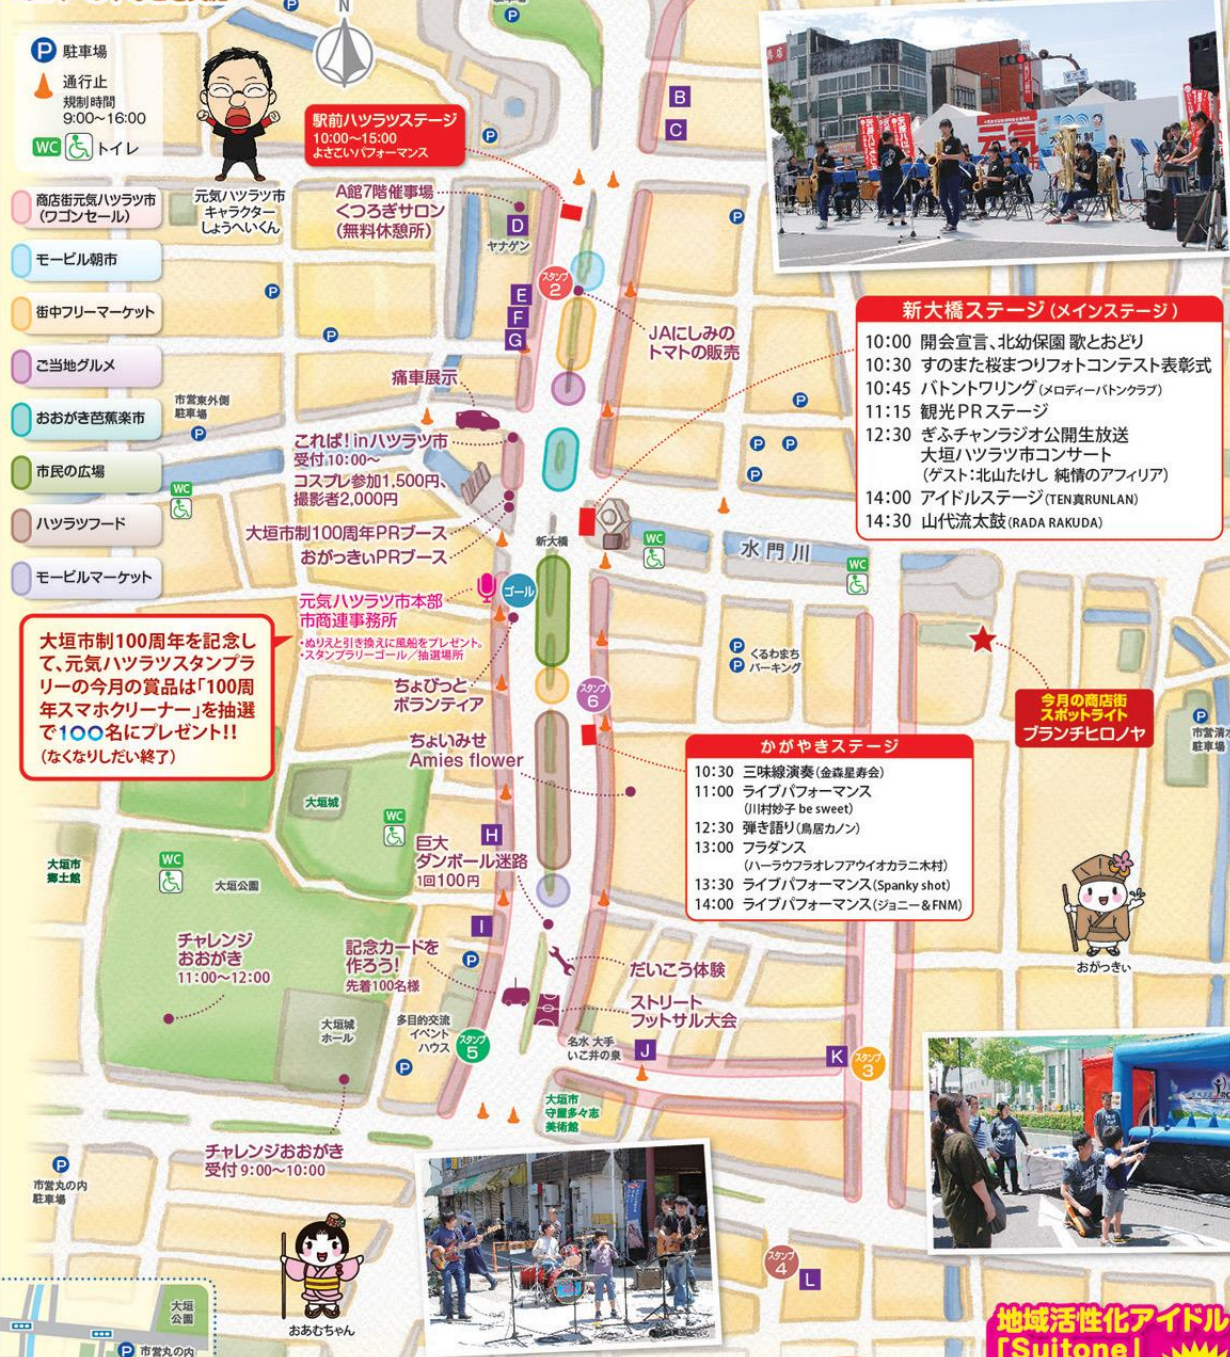 N
P 駐車場
通行止
規制時間
9:00〜16:00
WC トイレ
元気ハツラツ市
キャラクター
しょうへいくん
商店街元気ハツラツ市
(ワゴンセール)
モービル朝市
街中フリーマーケット
ご当地グルメ
おおがき芭蕉楽市
市民の広場
ハツラツフード
モービルマーケット
駅前ハツラツステージ
10:00〜15:00
よさこいパフォーマンス
A館7階催事場
くつろぎサロン
(無料休憩所)
B
C
D
ヤナゲン
E
F
G
スタンプ
2
JAにしみの
トマトの販売
痛車展示
市営東外側
駐車場
これば!inハツラツ市
受付10:00〜
コスプレ参加1,500円、
撮影者2,000円
大垣市制100周年PRブース
おがっきぃPRブース
新大橋
水門川
新大橋ステージ(メインステージ)
10:00 開会宣言、北幼保園 歌とおどり
10:30 すのまた桜まつりフォトコンテスト表彰式
10:45 バトントワリング(メロディーバトンクラブ)
11:15 観光PRステージ
12:30 ぎふチャンラジオ公開生放送
大垣ハツラツ市コンサート
(ゲスト:北山たけし 純情のアフィリア)
14:00 アイドルステージ(TEN真RUNLAN)
14:30 山代流太鼓(RADA RAKUDA)
元気ハツラツ市本部
市商連事務所
・ぬりえと引き換えに風船をプレゼント。
・スタンプラリーゴール/抽選場所
ゴール
大垣市制100周年を記念し
て、元気ハツラツスタンプラ
リーの今月の賞品は「100周
年スマホクリーナー」を抽選
で100名にプレゼント!!
(なくなりしだい終了)
ちょびっと
ボランティア
スタンプ
6
くるわまち
パーキング
今月の商店街
スポットライト
ブランチヒロノヤ
市営清水
駐車場
ちょいみせ
Amies flower
かがやきステージ
10:30 三味線演奏(金森星寿会)
11:00 ライブパフォーマンス
(川村妙子 be sweet)
12:30 弾き語り(鳥居カノン)
13:00 フラダンス
(ハーラウフラオレフアウイオカラニ木村)
13:30 ライブパフォーマンス(Spanky shot)
14:00 ライブパフォーマンス(ジョニー&FNM)
大垣城
WC
大垣市
郷土館
WC
大垣公園
H
巨大
ダンボール迷路
1回100円
I
チャレンジ
おおがき
11:00〜12:00
記念カードを
作ろう!
先着100名様
だいこう体験
ストリート
フットサル大会
おがっきぃ
大垣城
ホール
多目的交流
イベント
ハウス
スタンプ
5
名水 大手
いこ井の泉
J
K
スタンプ
3
大垣市
守屋多々志
美術館
チャレンジおおがき
受付9:00〜10:00
P
市営丸の内
駐車場
おあむちゃん
スタンプ
4
L
大垣
公園
P 市営丸の内
地域活性化アイドル
「Suitone」